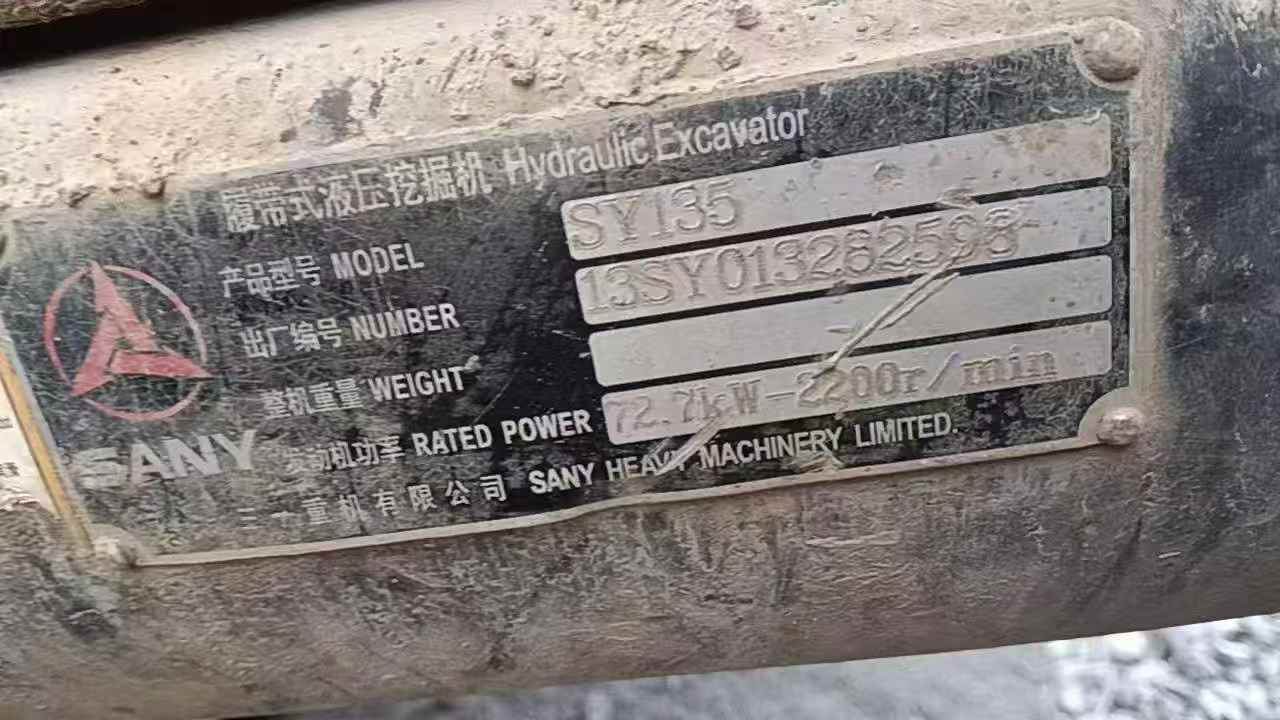 履带式液压挖掘机 Hydraulic Excavator
产品型号 MODEL SY135
出厂编号 NUMBER 13SY013262598
整机重量 WEIGHT
发动机功率 RATED POWER 72.7kW-2200r/min
SANY
三一重机有限公司 SANY HEAVY MACHINERY LIMITED.